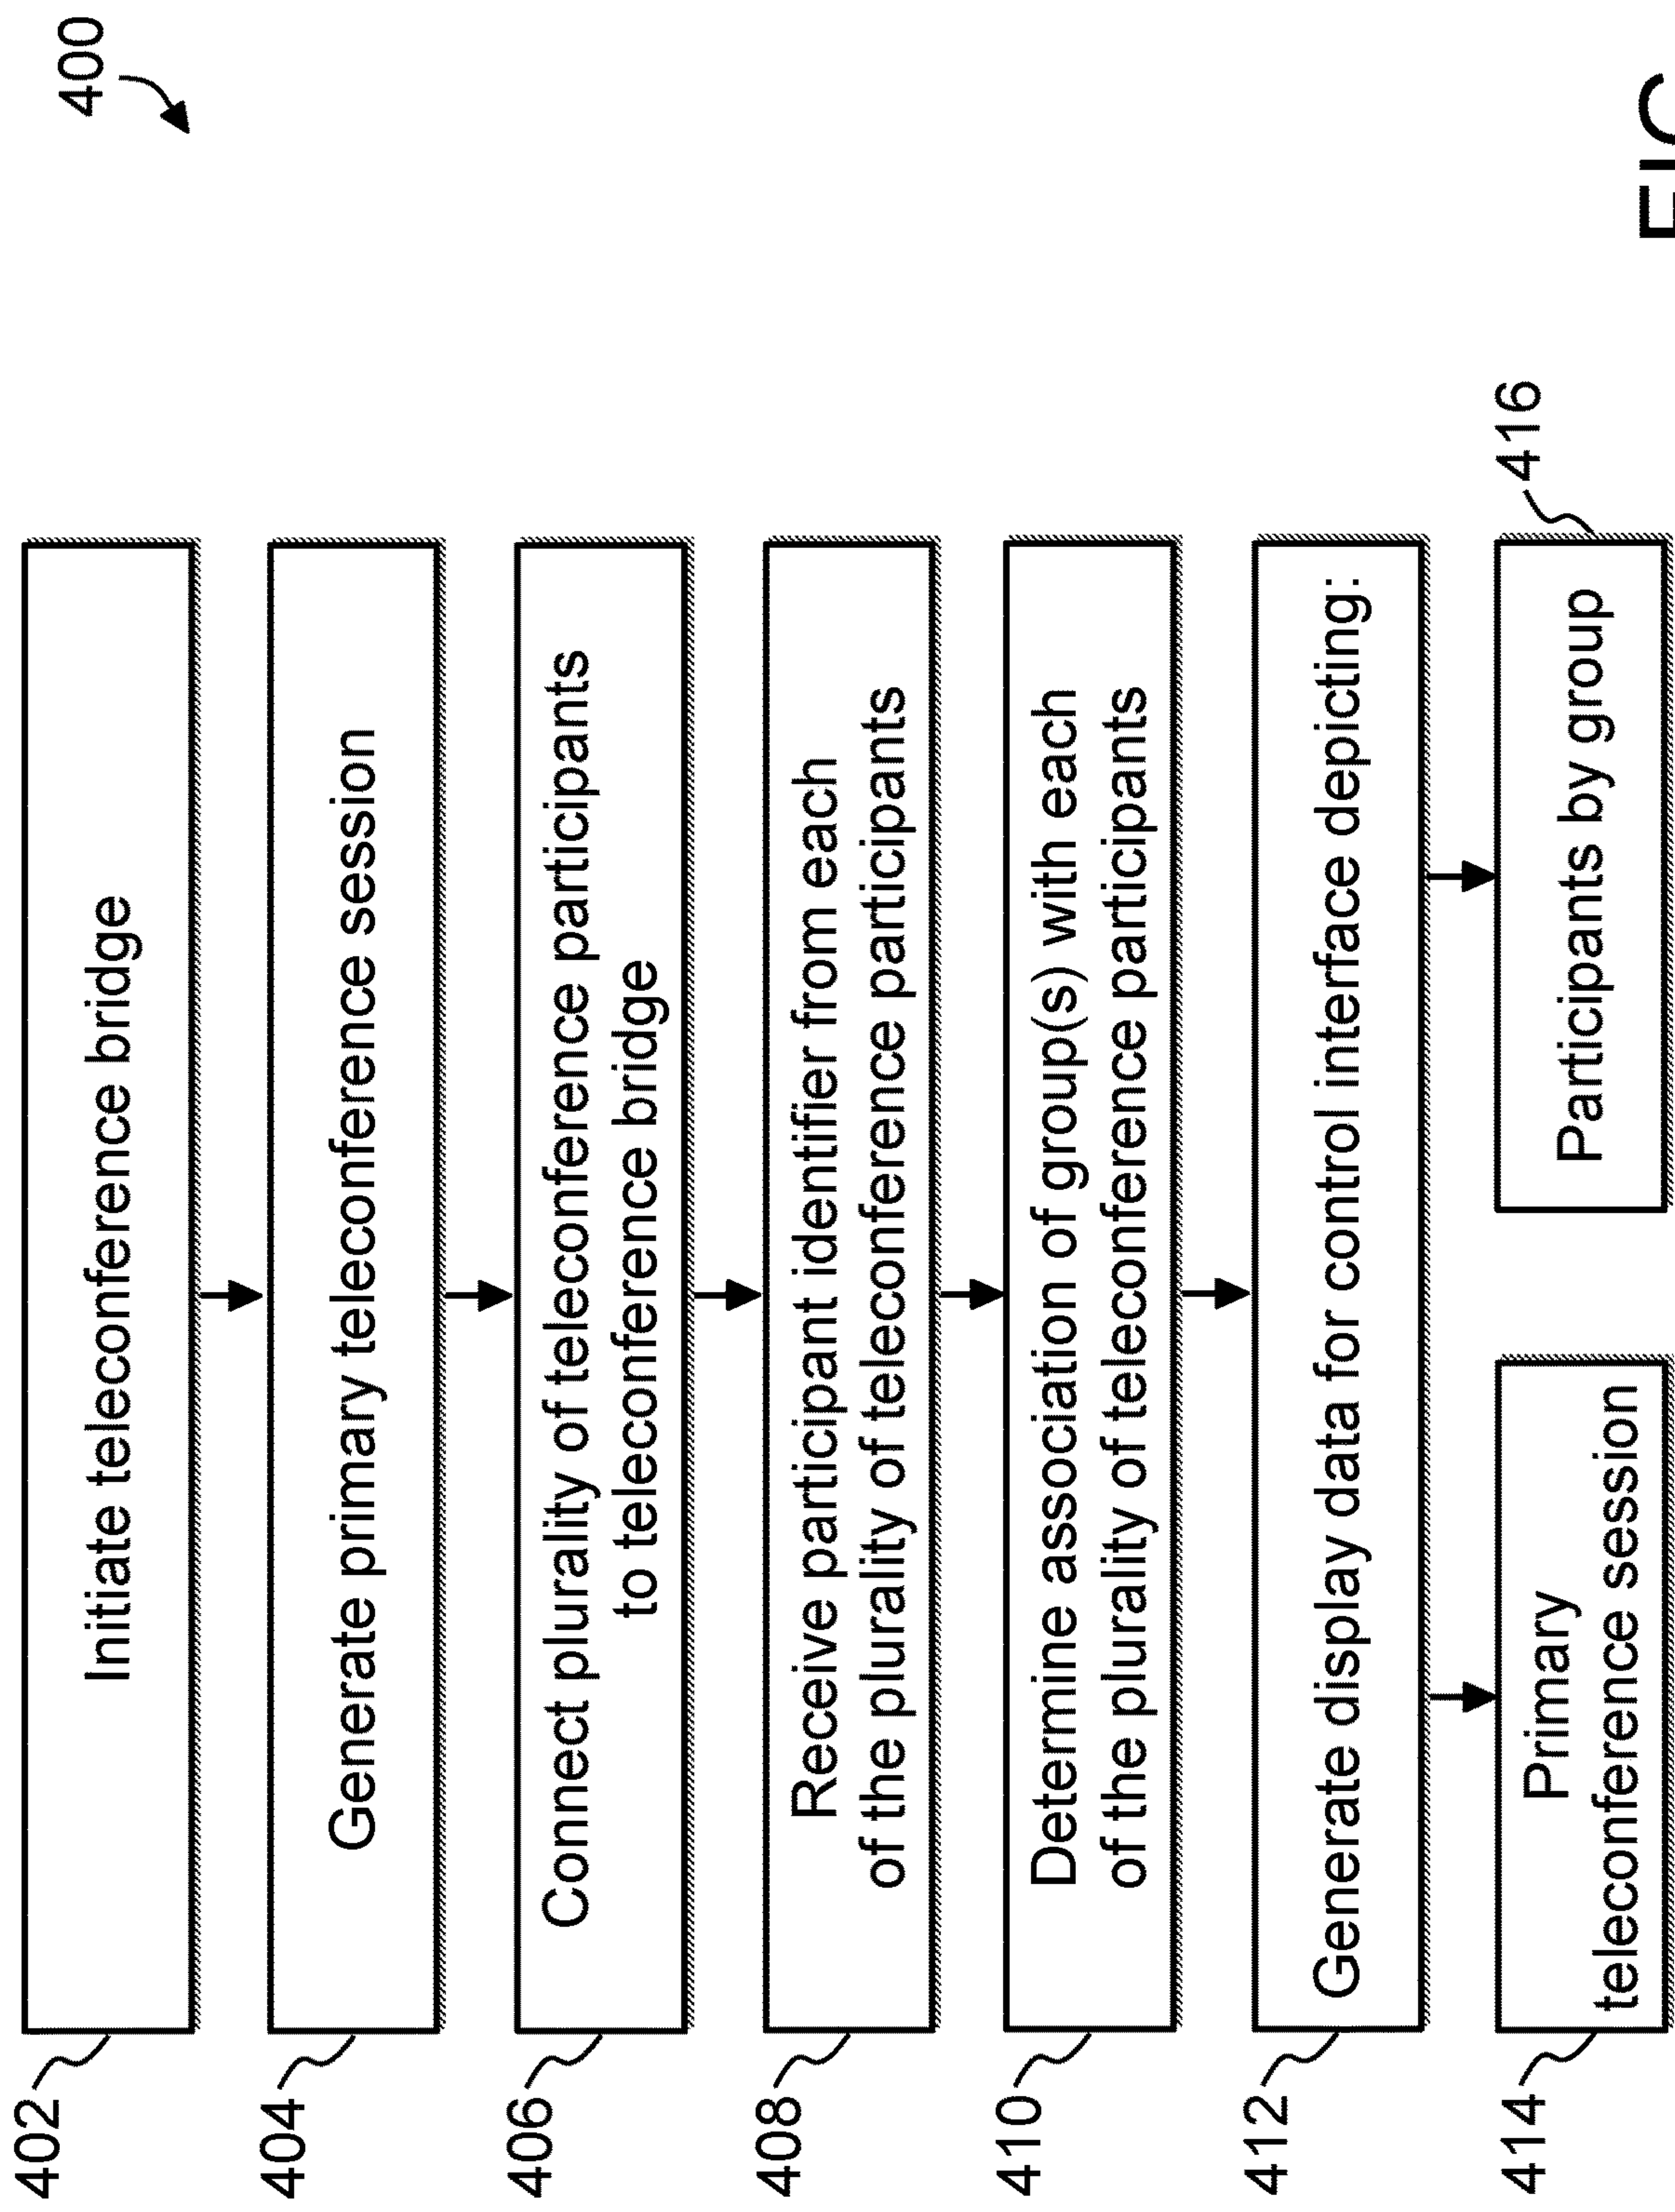 400
402
Initiate teleconference bridge
404
Generate primary teleconference session
406
Connect plurality of teleconference participants
to teleconference bridge
408
Receive participant identifier from each
of the plurality of teleconference participants
410
Determine association of group(s) with each
of the plurality of teleconference participants
412
Generate display data for control interface depicting:
414
Primary
teleconference session
416
Participants by group